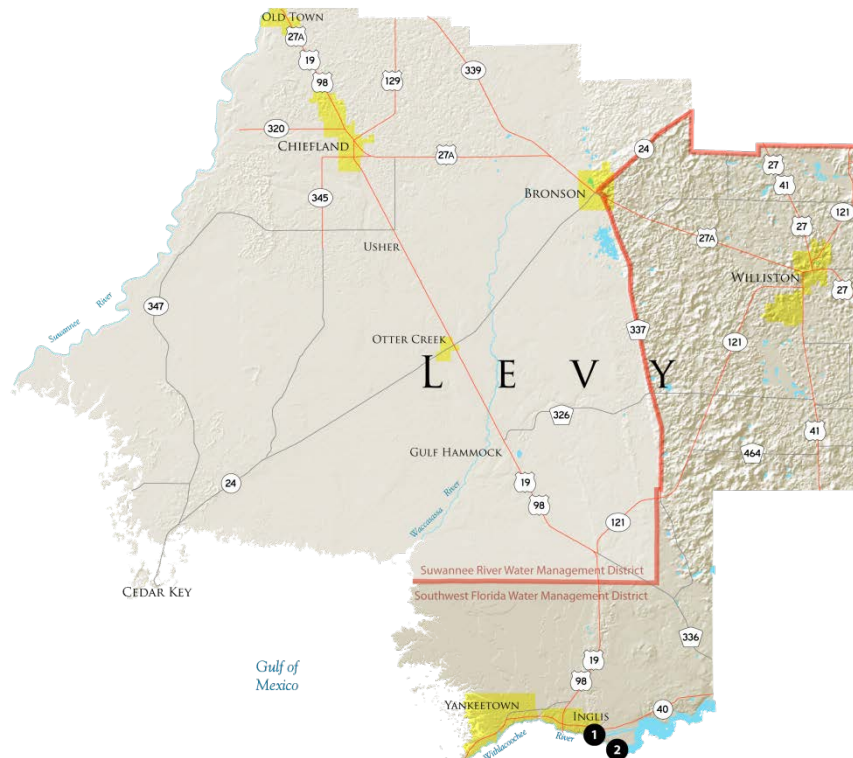 OLD TOWN
27A
19
98
129
339
320
CHIEFLAND
27A
24
27
41
121
345
BRONSON
27
27A
WILLISTON
27
USHER
347
Suwannee River
337
OTTER CREEK
121
LEVY
326
41
GULF HAMMOCK
464
24
19
98
Waccasassa River
121
Suwannee River Water Management District
CEDAR KEY
Southwest Florida Water Management District
336
Gulf of
Mexico
19
98
YANKEETOWN
INGLIS
40
Withlacoochee River
1
2